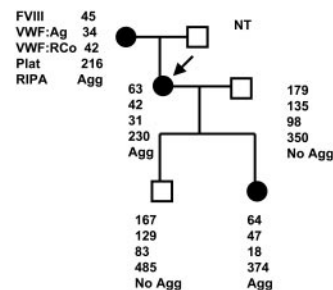 FVIII 45
VWF:Ag 34
VWF:RCo 42
Plat 216
RIPA Agg
NT
63
42
31
230
Agg
179
135
98
350
No Agg
167
129
83
485
No Agg
64
47
18
374
Agg